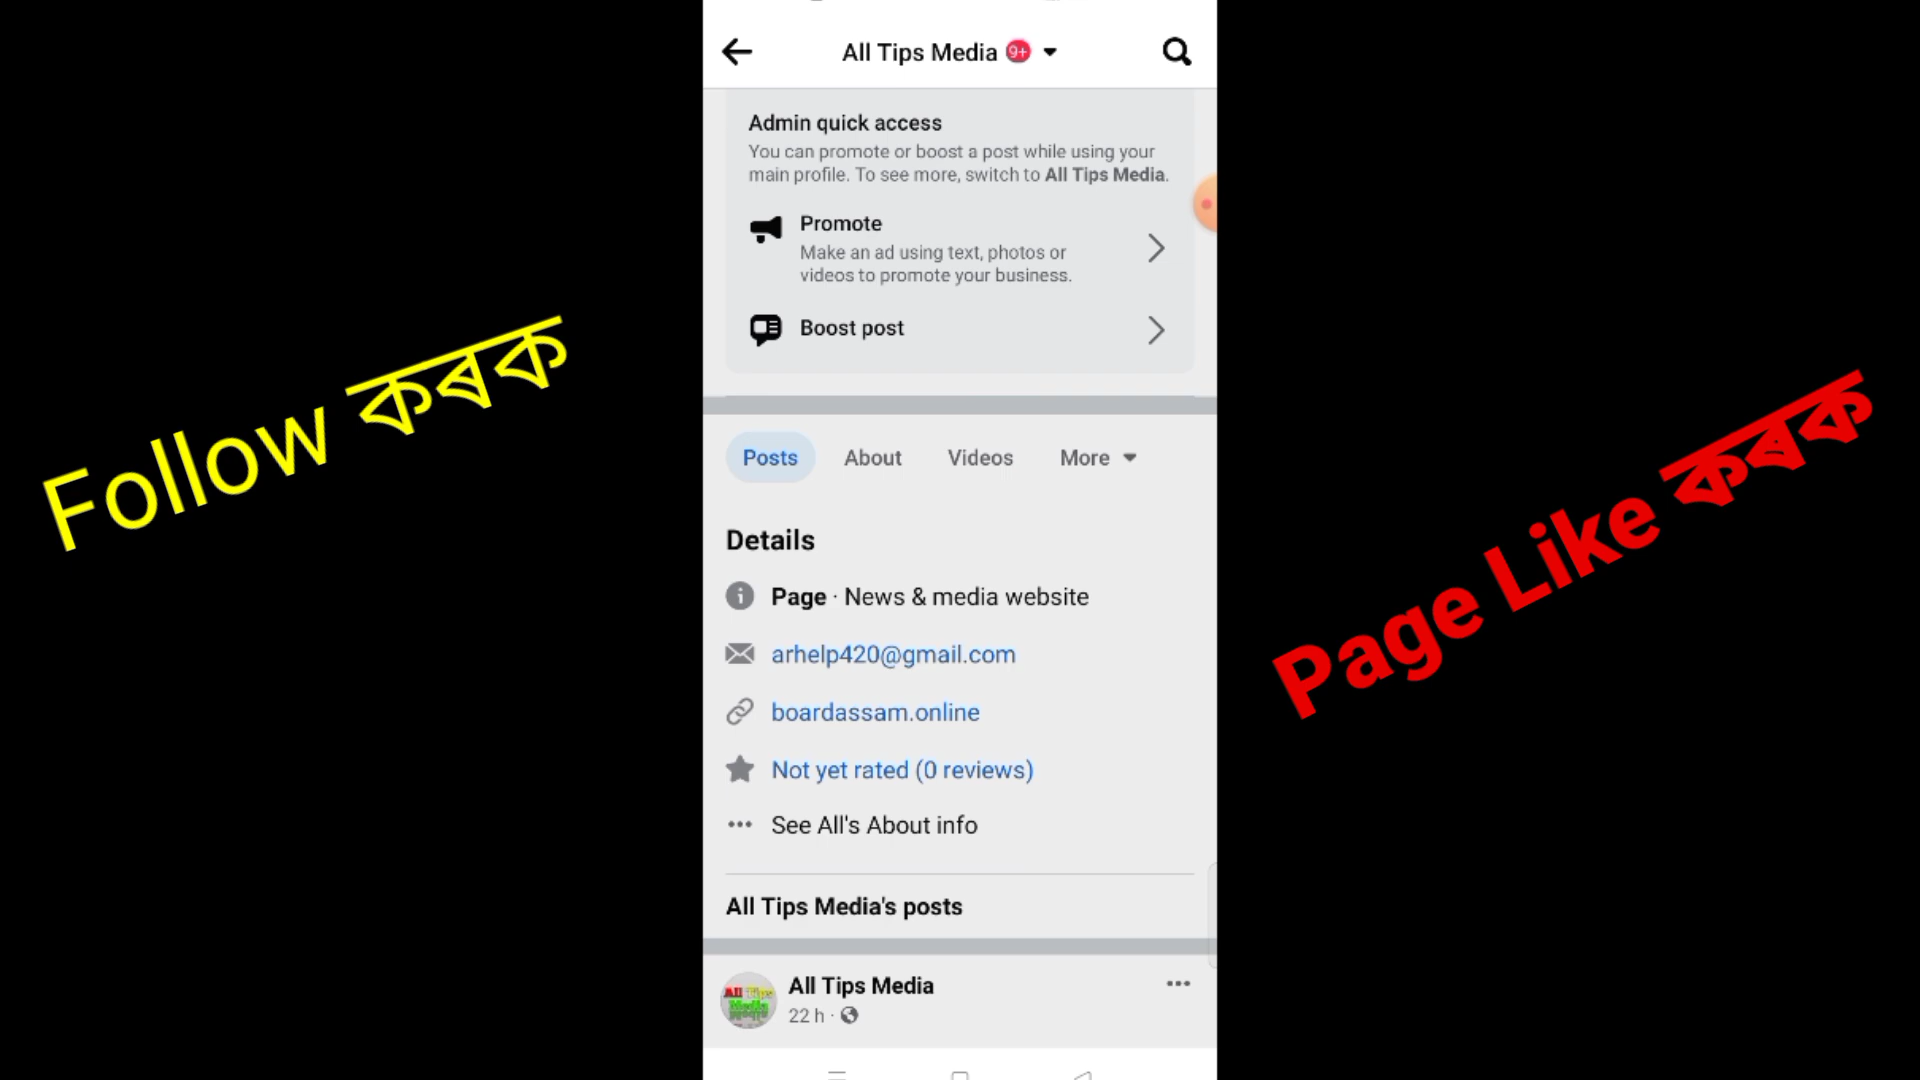 All Tips Media 9+
Admin quick access
You can promote or boost a post while using your
main profile. To see more, switch to All Tips Media.
Promote
Make an ad using text, photos or
videos to promote your business.
Boost post
Posts About Videos More
Details
Page · News & media website
arhelp420@gmail.com
boardassam.online
Not yet rated (0 reviews)
See All's About info
All Tips Media's posts
All Tips Media
All Tips
Media
22 h ·
Follow কৰক
Page Like কৰক